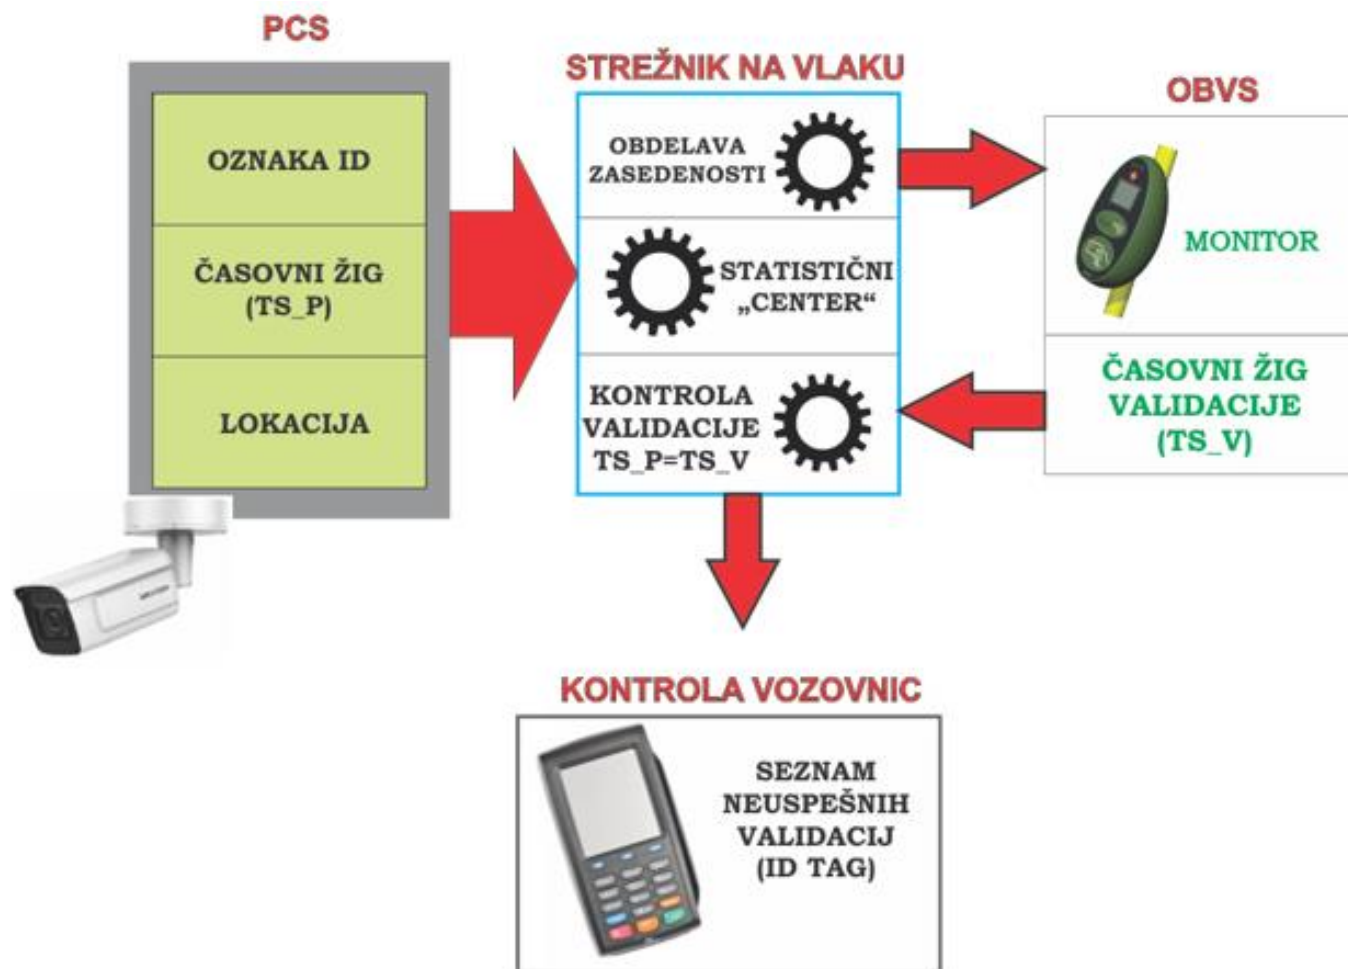 PCS
OZNAKA ID
ČASOVNI ŽIG
(TS_P)
LOKACIJA
STREŽNIK NA VLAKU
OBDELAVA
ZASEDENOSTI
STATISTIČNI
„CENTER“
KONTROLA
VALIDACIJE
TS_P=TS_V
OBVS
MONITOR
ČASOVNI ŽIG
VALIDACIJE
(TS_V)
KONTROLA VOZOVNIC
SEZNAM
NEUSPEŠNIH
VALIDACIJ
(ID TAG)